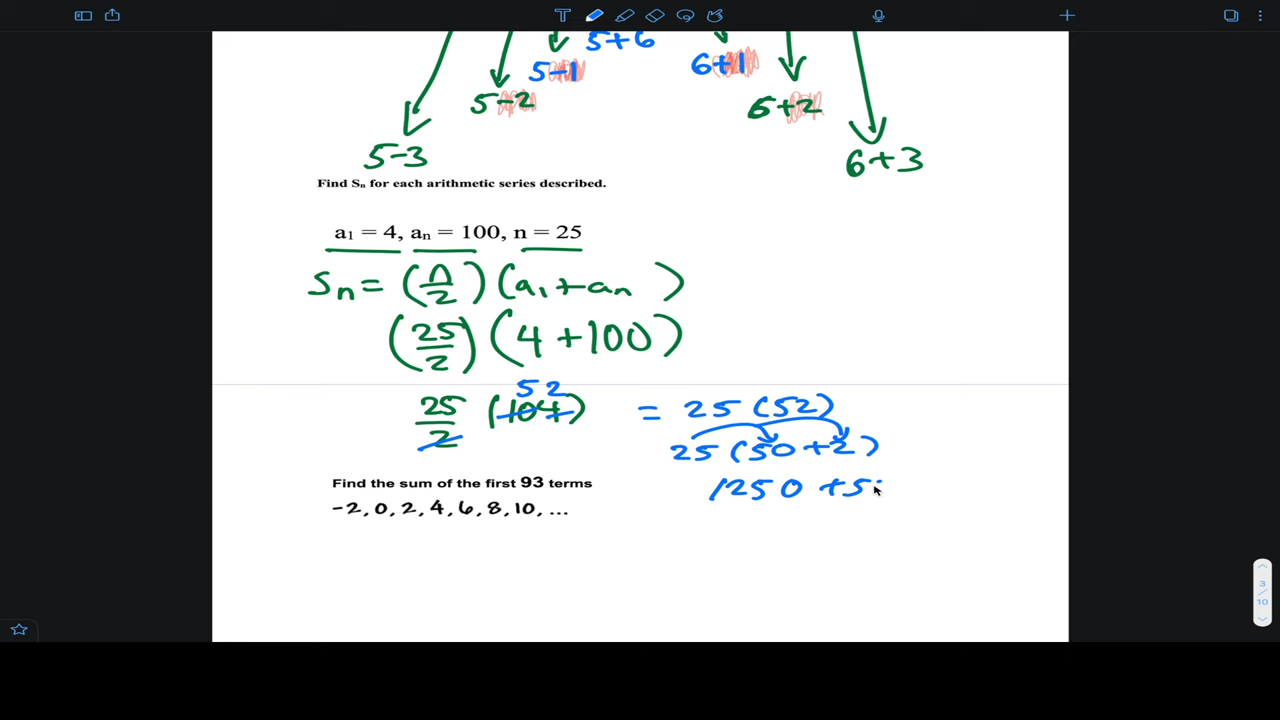 5+6
5-1 6+1
5-2 6+2
5-3 6+3
Find Sn for each arithmetic series described.
a1 = 4, an = 100, n = 25
Sn = (n/2) (a1+an )
(25/2) (4+100)
52
25/2 (104) = 25(52)
25(50+2)
Find the sum of the first 93 terms
1250 +5
-2, 0, 2, 4, 6, 8, 10, ...
3
/
10